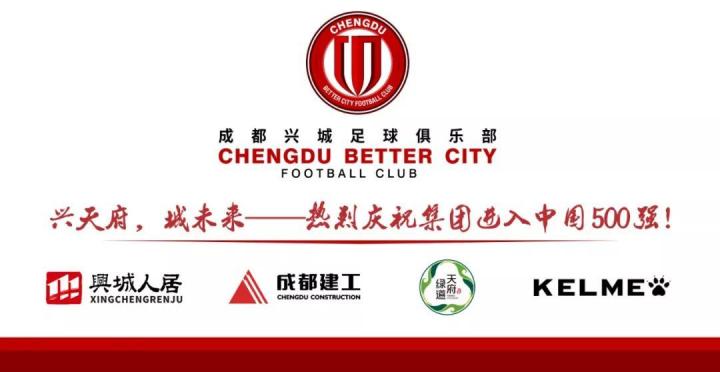 CHENGDU
BETTER CITY FOOTBALL CLUB
成都兴城足球俱乐部
CHENGDU BETTER CITY
FOOTBALL CLUB
兴天府，城未来——热烈庆祝集团进入中国500强！
興城人居
XINGCHENGRENJU
成都建工
CHENGDU CONSTRUCTION
天府
绿道
KELME